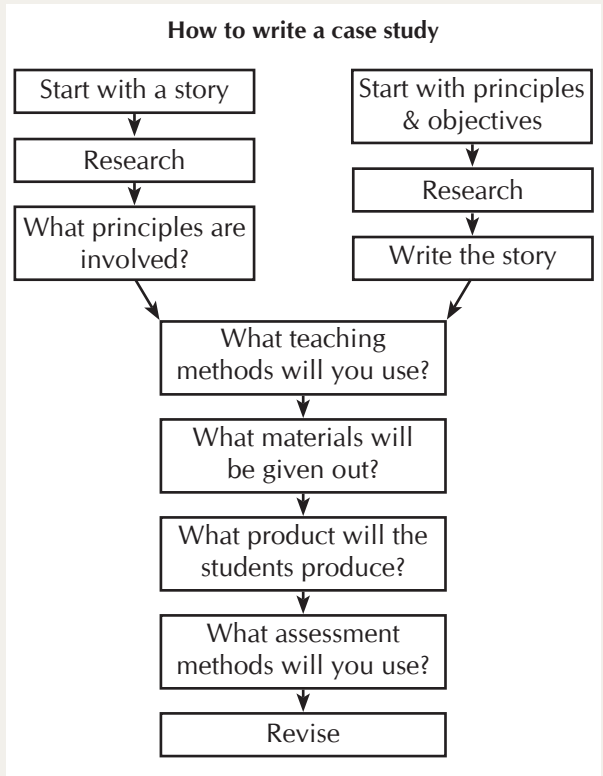 How to write a case study
Start with a story
Research
What principles are
involved?
Start with principles
& objectives
Research
Write the story
What teaching
methods will you use?
What materials will
be given out?
What product will the
students produce?
What assessment
methods will you use?
Revise